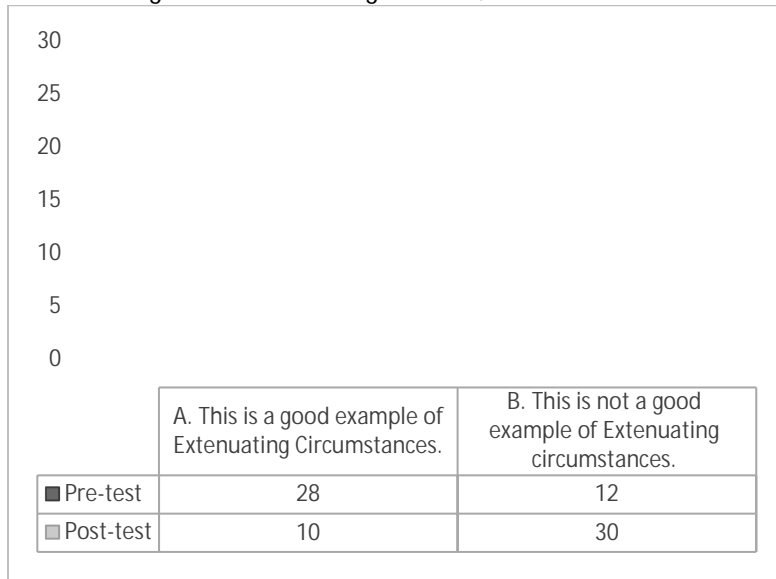 30
25
20
15
10
5
0
A. This is a good example of
Extenuating Circumstances.
B. This is not a good
example of Extenuating
circumstances.
Pre-test 28 12
Post-test 10 30